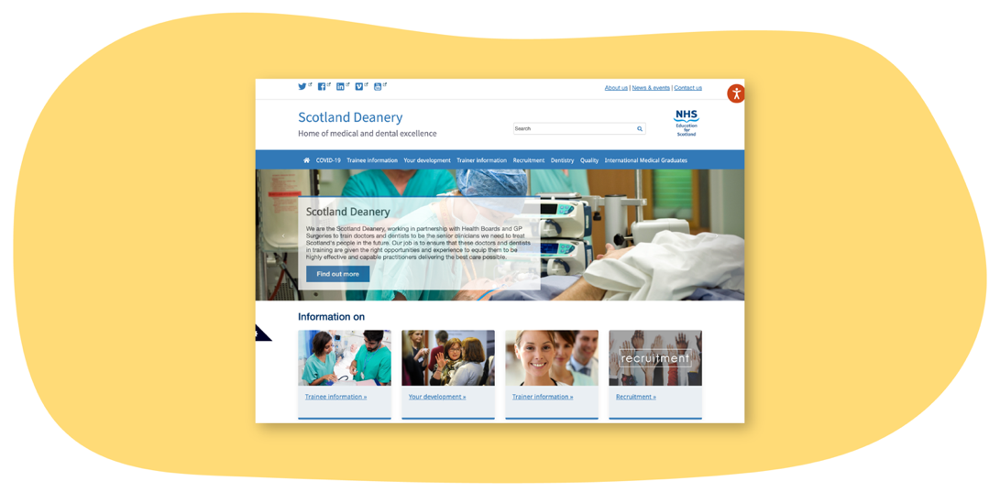 About us | News & events | Contact us
Scotland Deanery
Home of medical and dental excellence
Search
NHS
Education
for
Scotland
COVID-19 Trainee information Your development Trainer information Recruitment Dentistry Quality International Medical Graduates
Scotland Deanery
We are the Scotland Deanery, working in partnership with Health Boards and GP
Surgeries to train doctors and dentists to be the senior clinicians we need to treat
Scotland's people in the future. Our job is to ensure that these doctors and dentists
in training are given the right opportunities and experience to equip them to be
highly effective and capable practitioners delivering the best care possible.
Find out more
Information on
recruitment
Trainee information » Your development » Trainer information » Recruitment »